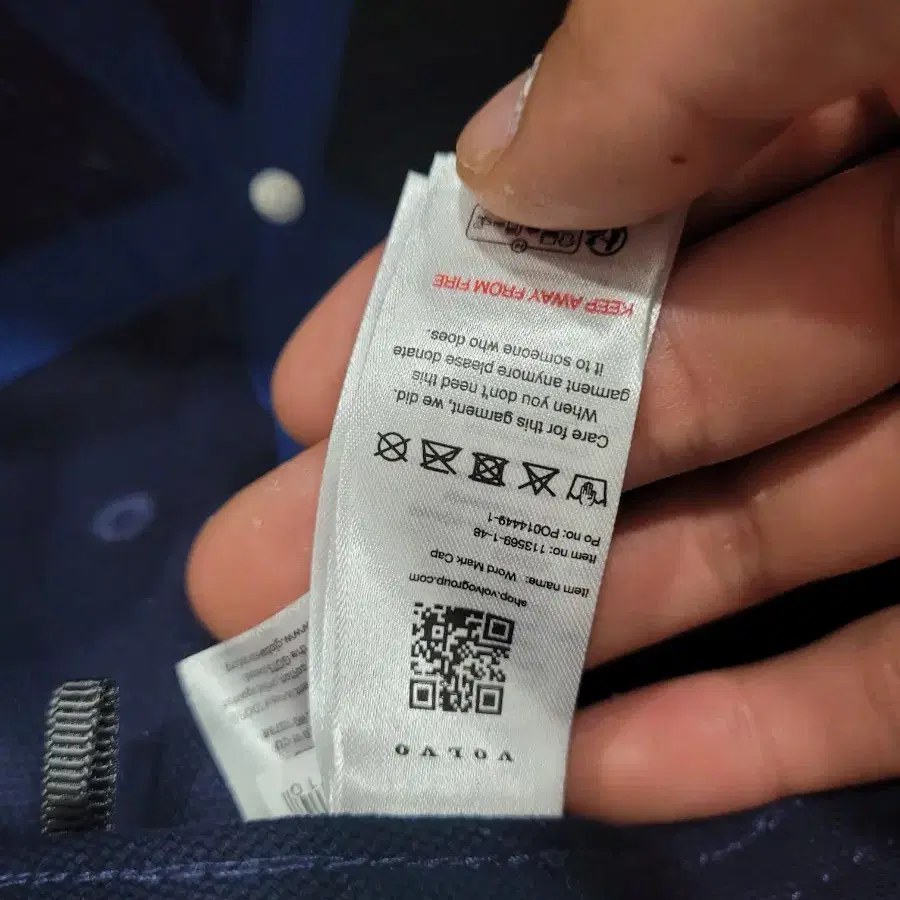 VOLVO
shop.volvogroup.com
Item name: Word Mark Cap
Item no: 113569-1-48
Po no: PO014449-1
Care for this garment, we did.
When you don't need this
garment anymore please donate
it to someone who does.
KEEP AWAY FROM FIRE